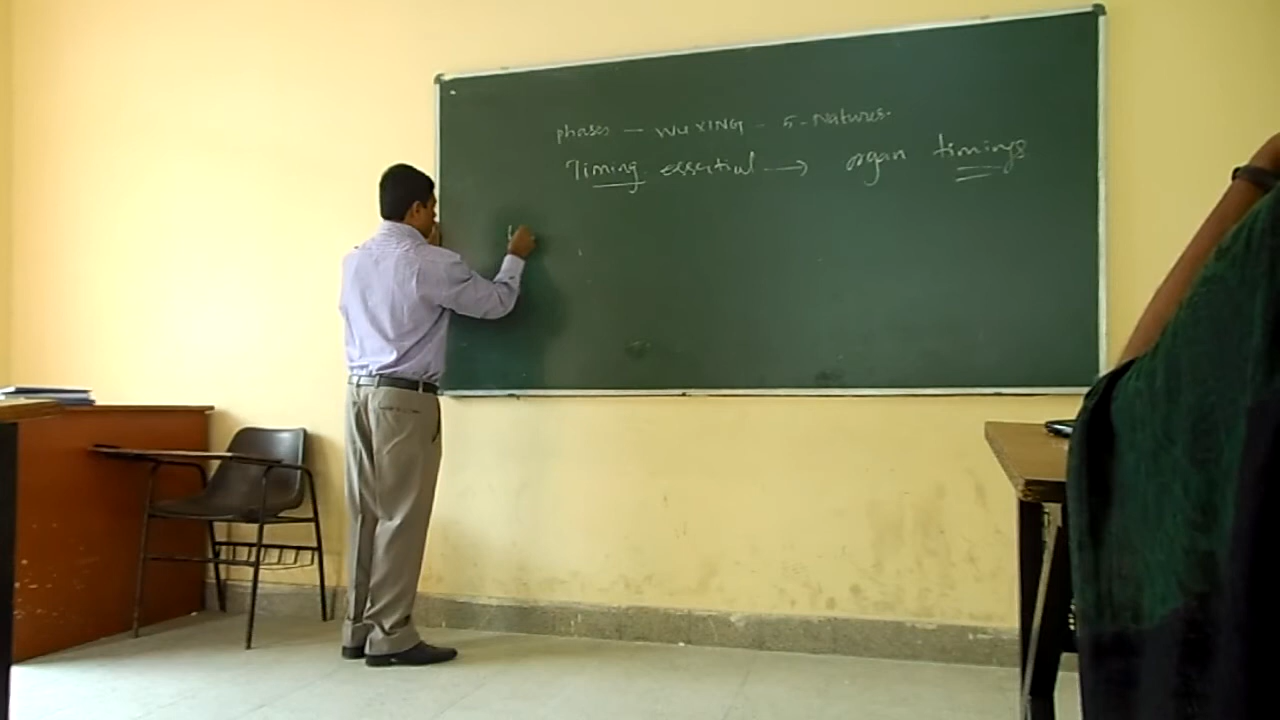 phases — WU XING - 5-Natures.
Timing essential → organ timings